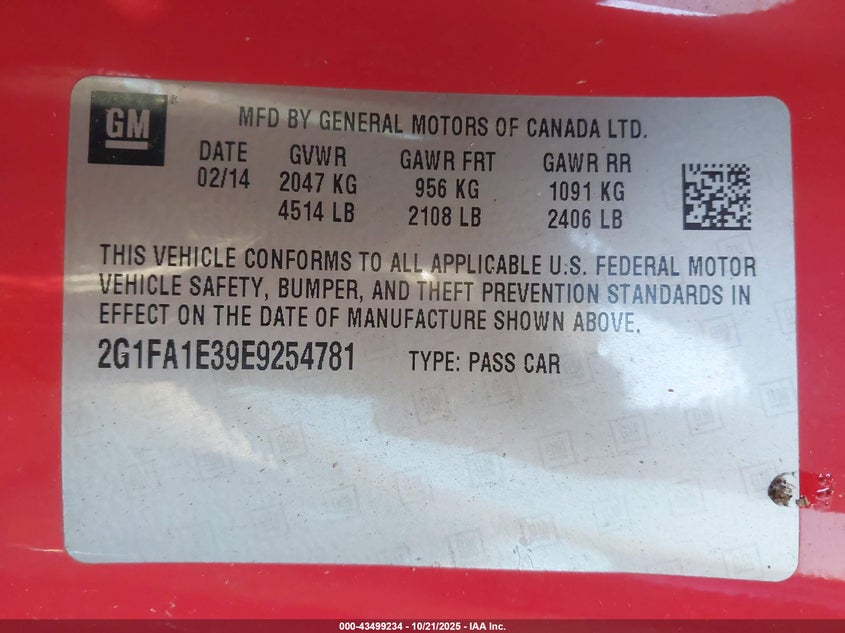 GM
MFD BY GENERAL MOTORS OF CANADA LTD.
DATE GVWR GAWR FRT GAWR RR
02/14 2047 KG 956 KG 1091 KG
4514 LB 2108 LB 2406 LB
THIS VEHICLE CONFORMS TO ALL APPLICABLE U.S. FEDERAL MOTOR
VEHICLE SAFETY, BUMPER, AND THEFT PREVENTION STANDARDS IN
EFFECT ON THE DATE OF MANUFACTURE SHOWN ABOVE.
2G1FA1E39E9254781 TYPE: PASS CAR
000-43499234 - 10/21/2025 - IAA Inc.